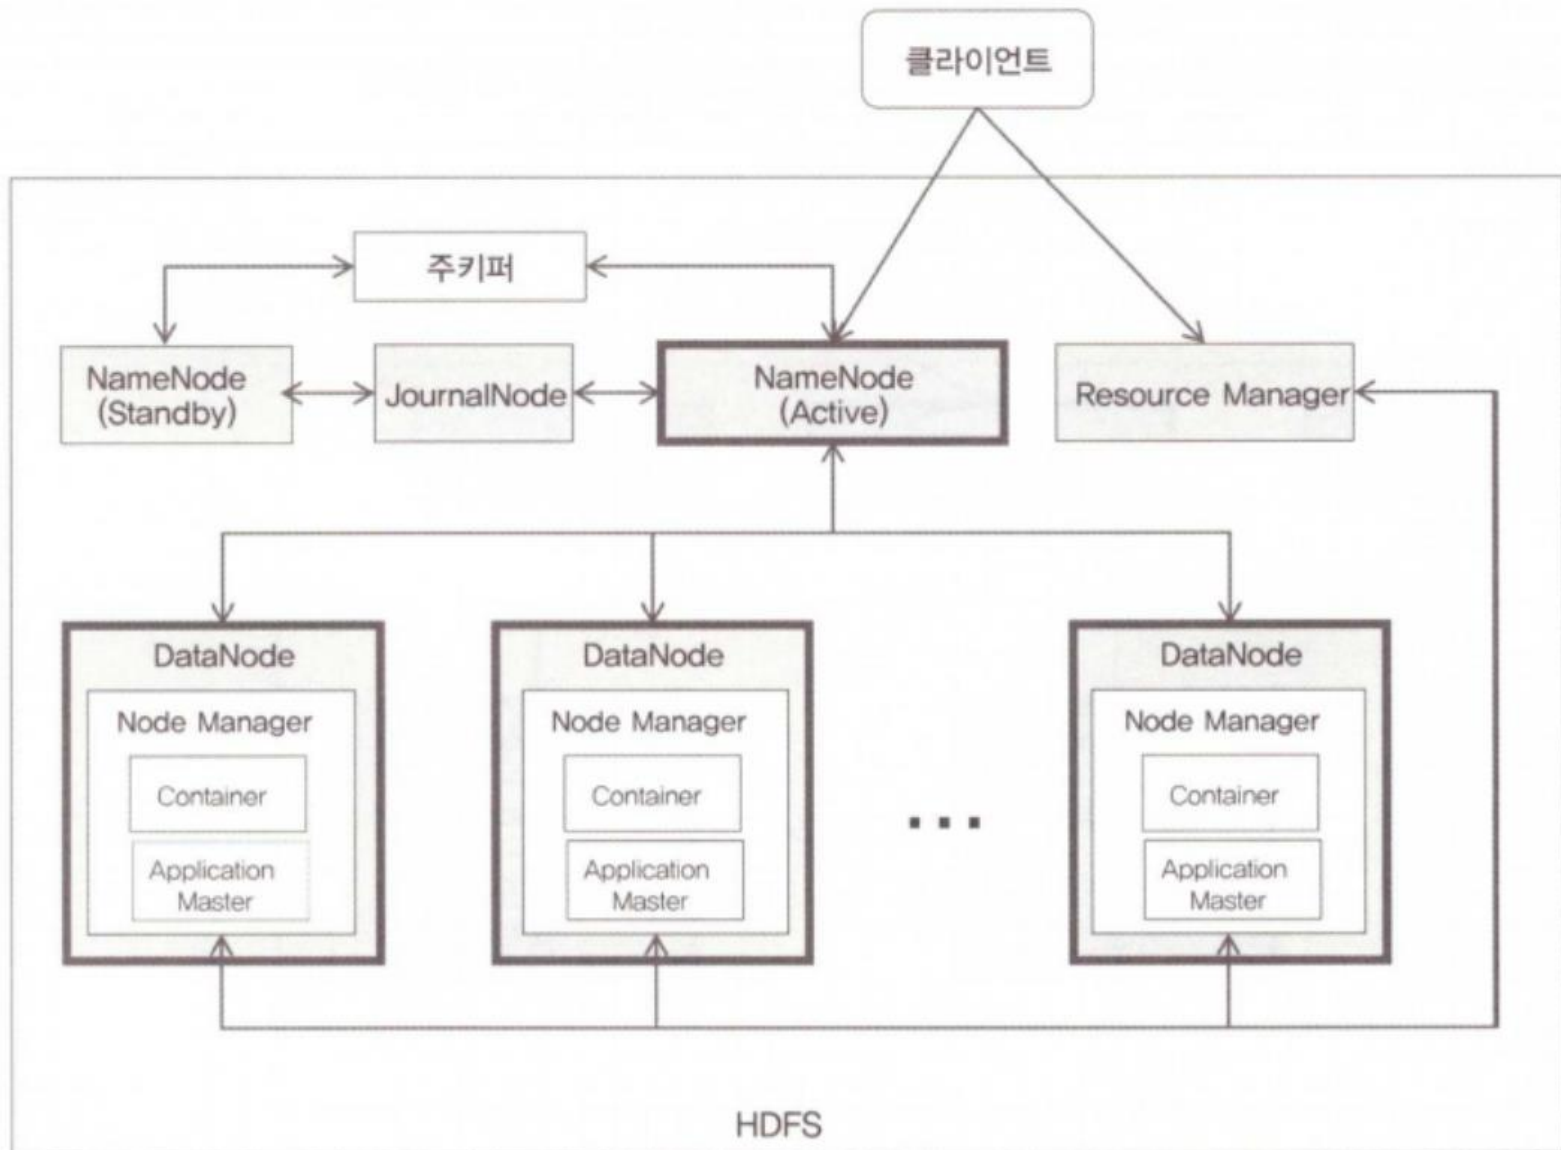 클라이언트
주키퍼
NameNode
(Standby)
JournalNode
NameNode
(Active)
Resource Manager
DataNode
Node Manager
Container
Application
Master
DataNode
Node Manager
Container
Application
Master
...
DataNode
Node Manager
Container
Application
Master
HDFS